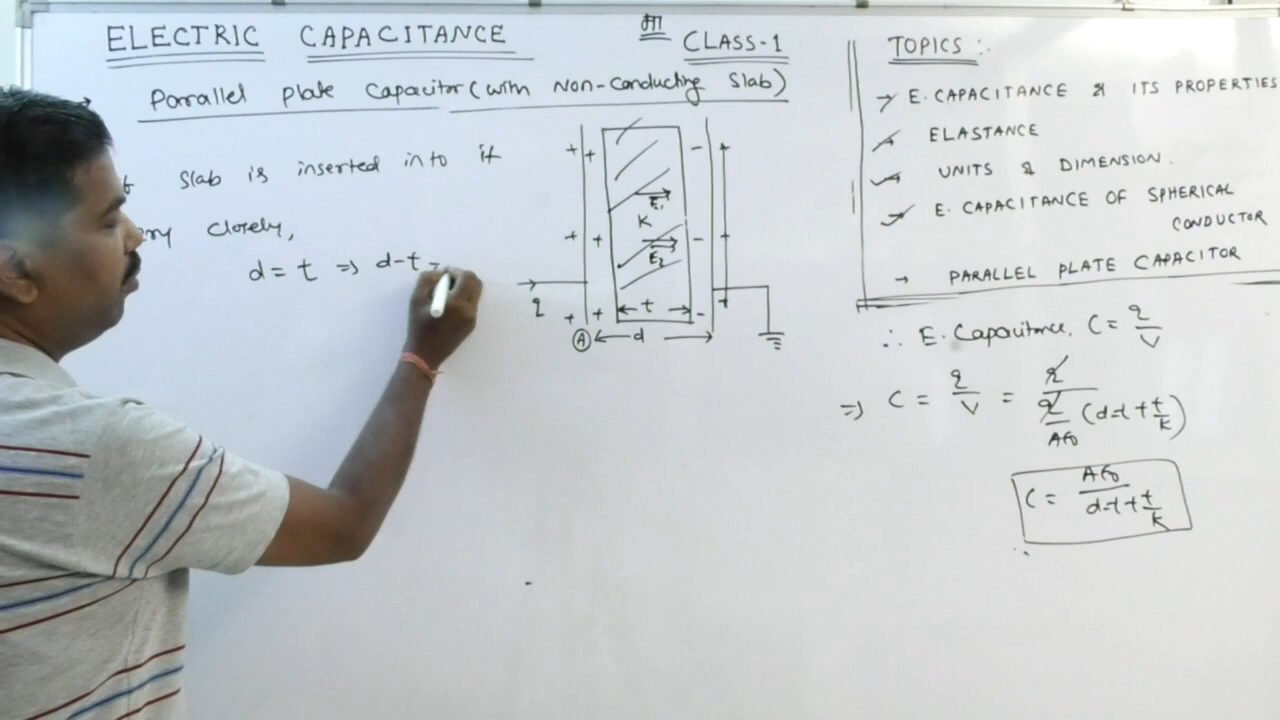 ELECTRIC CAPACITANCE
मा
CLASS-1
Parallel Plate Capacitor (with Non-Conducting Slab)
slab is inserted into it
closely,
d = t ⇒ d-t =
+ + -
E₁
K
+ + -
E₂
q
+ + -
t
A d
TOPICS :-
→ E. CAPACITANCE & ITS PROPERTIES
ELASTANCE
UNITS & DIMENSION.
E. CAPACITANCE OF SPHERICAL
CONDUCTOR
→ PARALLEL PLATE CAPACITOR
∴ E. Capacitance, C = q/V
⇒ C = q/V = q / (q/Aϵ₀ (d-t+t/K))
C = Aϵ₀ / (d-t+t/K)